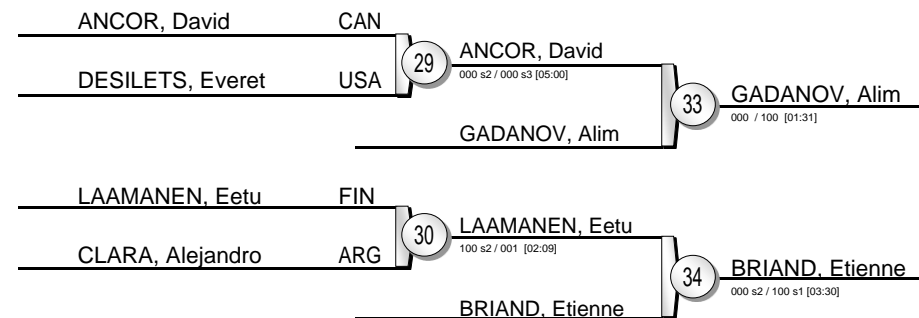 ANCOR, David CAN
DESILETS, Everet USA
29
ANCOR, David
000 s2 / 000 s3 [05:00]
GADANOV, Alim
33
GADANOV, Alim
000 / 100 [01:31]
LAAMANEN, Eetu FIN
CLARA, Alejandro ARG
30
LAAMANEN, Eetu
100 s2 / 001 [02:09]
BRIAND, Etienne
34
BRIAND, Etienne
000 s2 / 100 s1 [03:30]